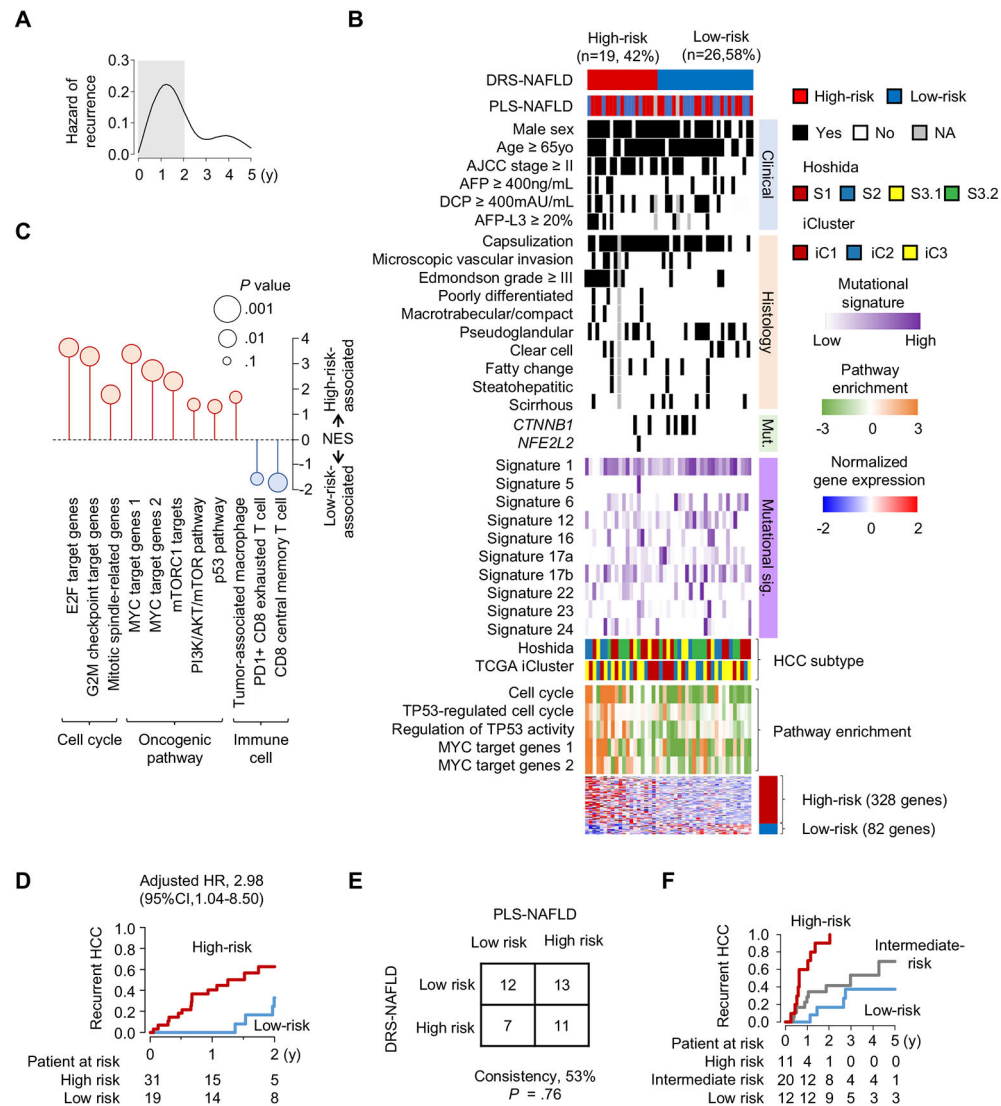 A
Hazard of
recurrence
0.3
0.2
0.1
0.0
0 1 2 3 4 5 (y)
B
High-risk
(n=19, 42%)
Low-risk
(n=26,58%)
DRS-NAFLD
PLS-NAFLD
Male sex
Age ≥ 65yo
AJCC stage ≥ II
AFP ≥ 400ng/mL
DCP ≥ 400mAU/mL
AFP-L3 ≥ 20%
Clinical
Capsulization
Microscopic vascular invasion
Edmondson grade ≥ III
Poorly differentiated
Macrotrabecular/compact
Pseudoglandular
Clear cell
Fatty change
Steatohepatitic
Scirrhous
Histology
CTNNB1
NFE2L2
Mut.
Signature 1
Signature 5
Signature 6
Signature 12
Signature 16
Signature 17a
Signature 17b
Signature 22
Signature 23
Signature 24
Mutational sig.
Hoshida
TCGA iCluster
HCC subtype
Cell cycle
TP53-regulated cell cycle
Regulation of TP53 activity
MYC target genes 1
MYC target genes 2
Pathway enrichment
High-risk (328 genes)
Low-risk (82 genes)
High-risk Low-risk
Yes No NA
Hoshida
S1 S2 S3.1 S3.2
iCluster
iC1 iC2 iC3
Mutational
signature
Low High
Pathway
enrichment
-3 3
Normalized
gene expression
-2 2
C
P value
.001
.01
.1
4
3
2
1
0
-1
-2
High-risk-
associated
NES
Low-risk-
associated
E2F target genes
G2M checkpoint target genes
Mitotic spindle-related genes
MYC target genes 1
MYC target genes 2
mTORC1 targets
PI3K/AKT/mTOR pathway
p53 pathway
Tumor-associated macrophage
PD1+ CD8 exhausted T cell
CD8 central memory T cell
Cell cycle
Oncogenic
pathway
Immune
cell
D
Adjusted HR, 2.98
(95%CI,1.04-8.50)
Recurrent HCC
1.0
0.8
0.6
0.4
0.2
0.0
High-risk
Low-risk
0 1 2 (y)
Patient at risk
High risk 31 15 5
Low risk 19 14 8
E
PLS-NAFLD
Low risk High risk
DRS-NAFLD
Low risk 12 13
High risk 7 11
Consistency, 53%
P = .76
F
Recurrent HCC
1.0
0.8
0.6
0.4
0.2
0.0
High-risk
Intermediate-
risk
Low-risk
0 1 2 3 4 5 (y)
Patient at risk
High risk 11 4 1 0 0 0
Intermediate risk 20 12 8 4 4 1
Low risk 12 12 9 5 3 3